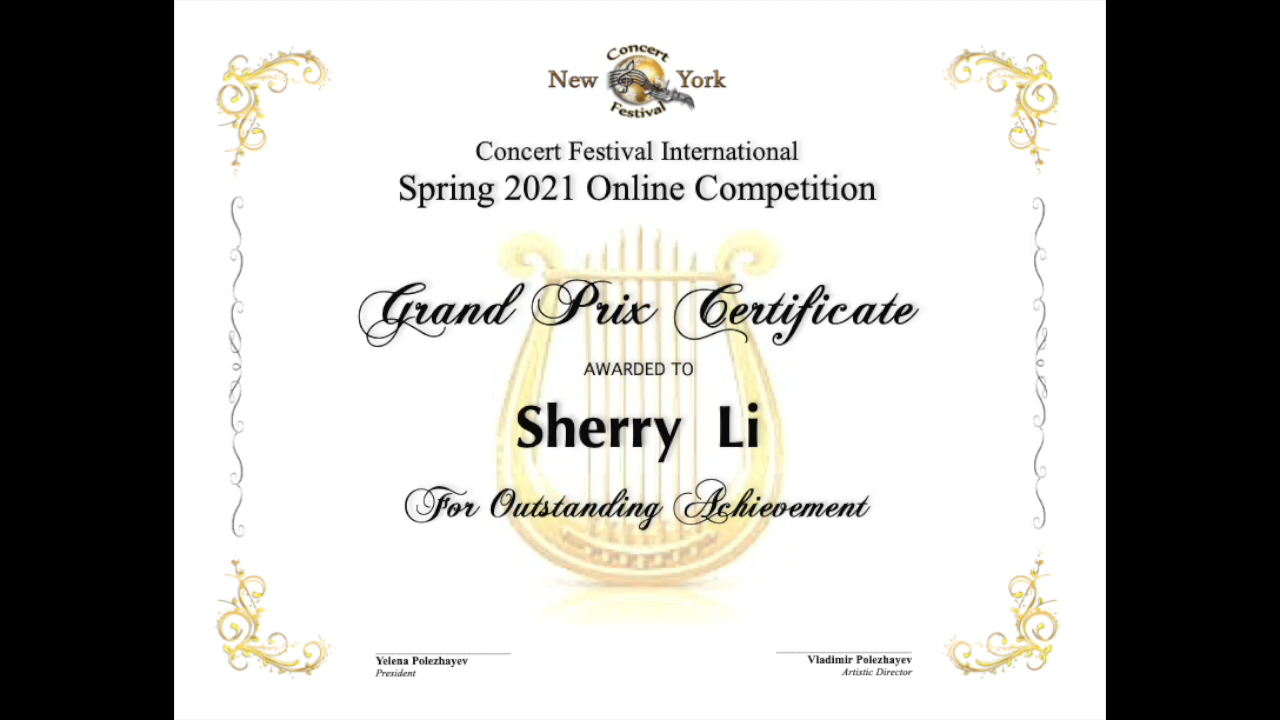 Concert
New York
Festival
Concert Festival International
Spring 2021 Online Competition
Grand Prix Certificate
AWARDED TO
Sherry Li
For Outstanding Achievement
Yelena Polezhayev
President
Vladimir Polezhayev
Artistic Director